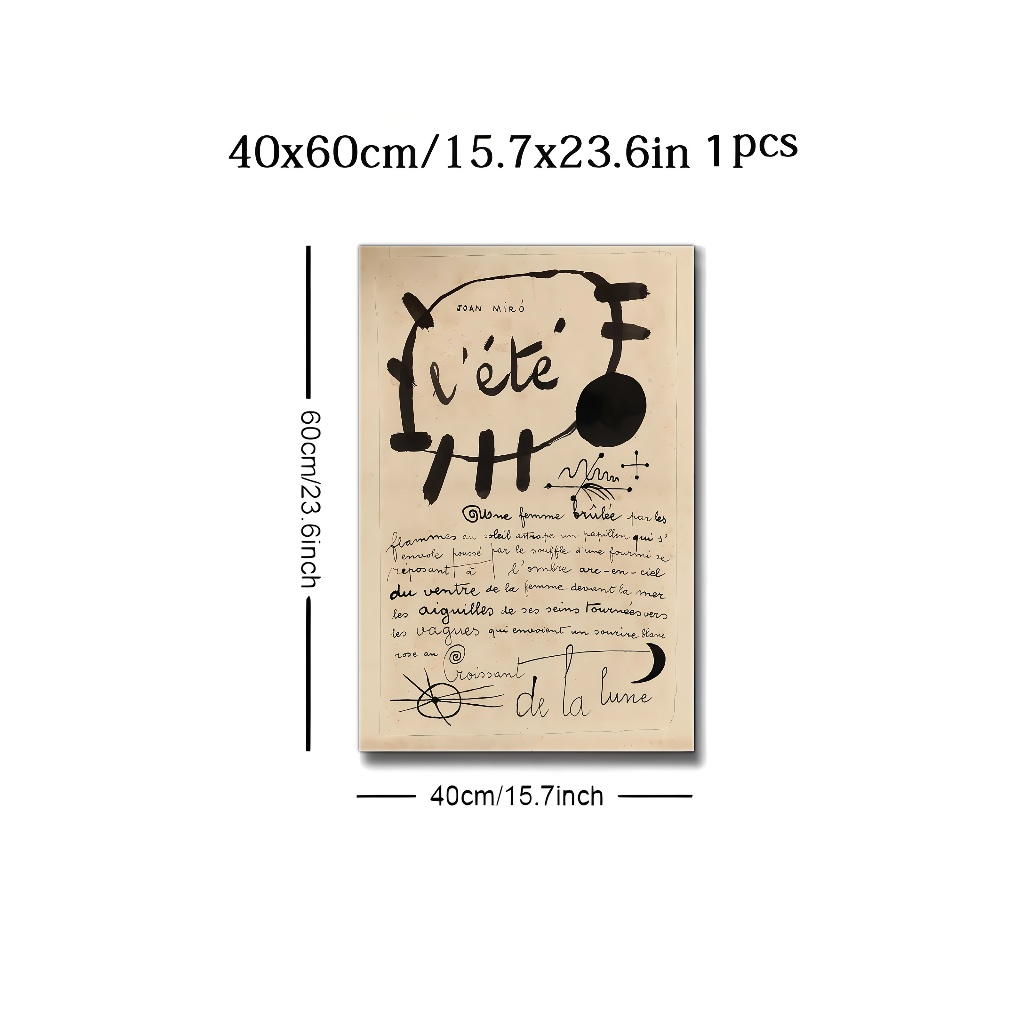 40x60cm/15.7x23.6in 1pcs
JOAN MIRÓ
l'été
Une femme brûlée par les
flammes au soleil attrape un papillon qui s'
envole poussé par le souffle d'une fourmi se
réposant à l'ombre arc-en-ciel
du ventre de la femme devant la mer
les aiguilles de ses seins tournées vers
les vagues qui envoient un sourire blanc
rose au
Croissant
de la lune
60cm/23.6inch
40cm/15.7inch